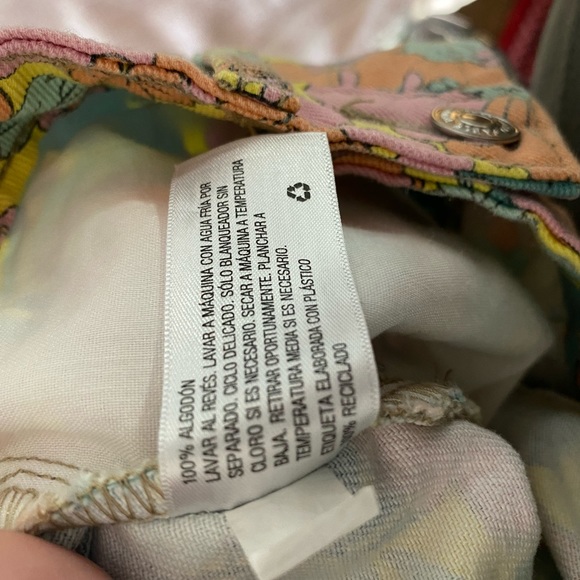 100% ALGODÓN
LAVAR AL REVÉS. LAVAR A MÁQUINA CON AGUA FRÍA POR
SEPARADO. CICLO DELICADO. SÓLO BLANQUEADOR SIN
CLORO SI ES NECESARIO. SECAR A MÁQUINA A TEMPERATURA
BAJA. RETIRAR OPORTUNAMENTE. PLANCHAR A
TEMPERATURA MEDIA SI ES NECESARIO.
ETIQUETA ELABORADA CON PLÁSTICO
RECICLADO